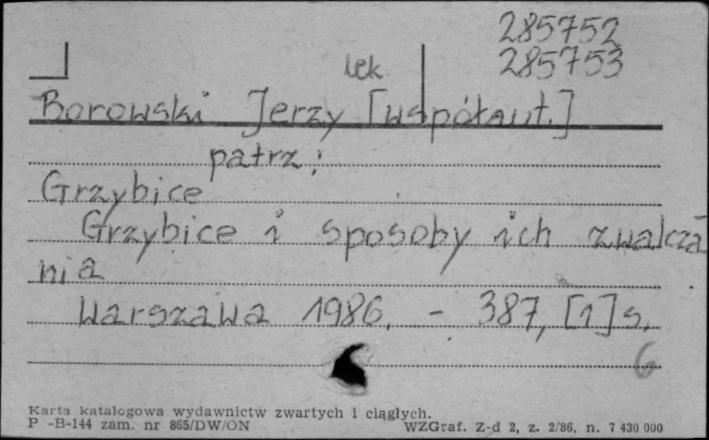 285752
lek. 285753
Borowski Jerzy [współaut.]
patrz:
Grzybice
Grzybice i sposoby ich zwalcza
nia
Warszawa 1986. - 387, [1] s.
6
Karta katalogowa wydawnictw zwartych i ciągłych.
P -B-144 zam. nr 865/DW/ON WZGraf. Z-d 2, z. 2/86, n. 7 430 000